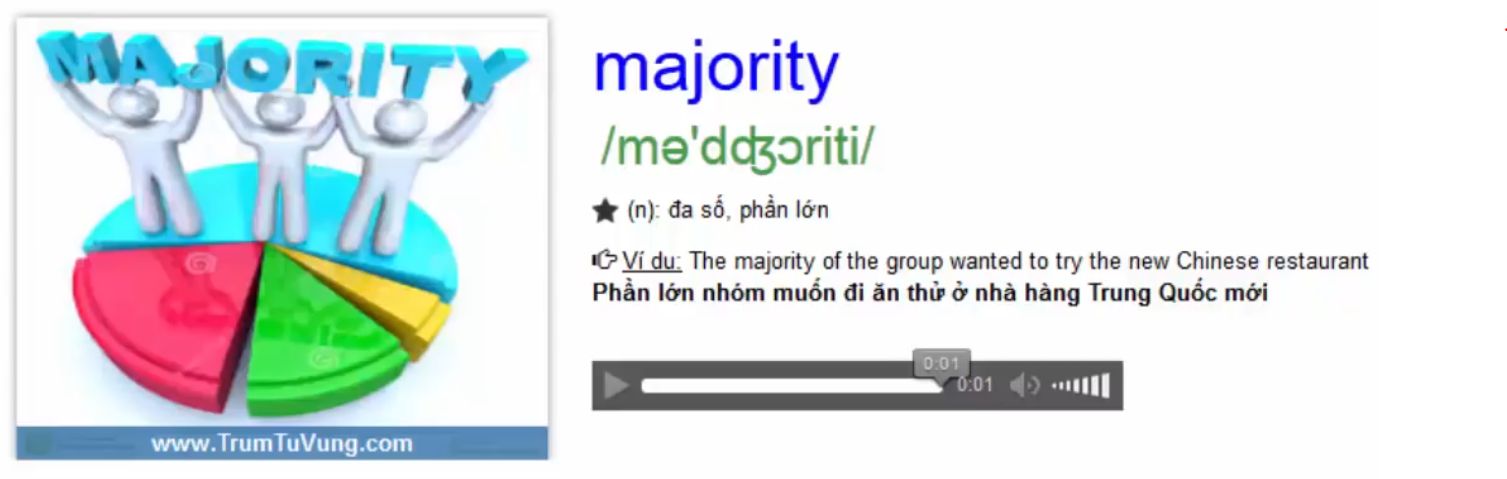 MAJORITY
www.TrumTuVung.com
majority
/mə'dʤɔriti/
(n): đa số, phần lớn
Ví du: The majority of the group wanted to try the new Chinese restaurant
Phần lớn nhóm muốn đi ăn thử ở nhà hàng Trung Quốc mới
0:01
0:01